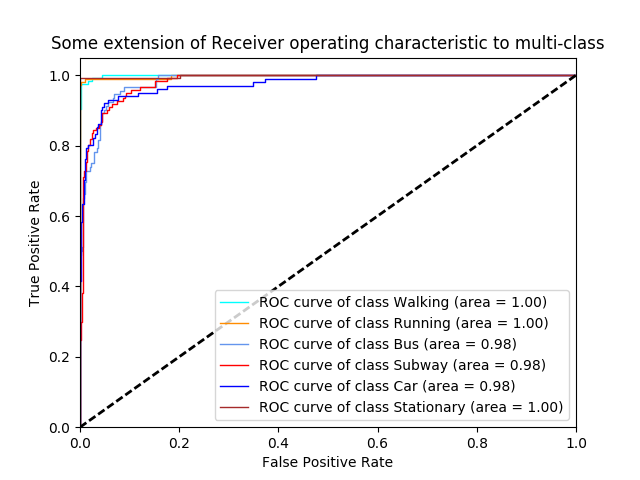 Some extension of Receiver operating characteristic to multi-class
True Positive Rate
1.0
0.8
0.6
0.4
0.2
0.0
ROC curve of class Walking (area = 1.00)
ROC curve of class Running (area = 1.00)
ROC curve of class Bus (area = 0.98)
ROC curve of class Subway (area = 0.98)
ROC curve of class Car (area = 0.98)
ROC curve of class Stationary (area = 1.00)
0.0 0.2 0.4 0.6 0.8 1.0
False Positive Rate